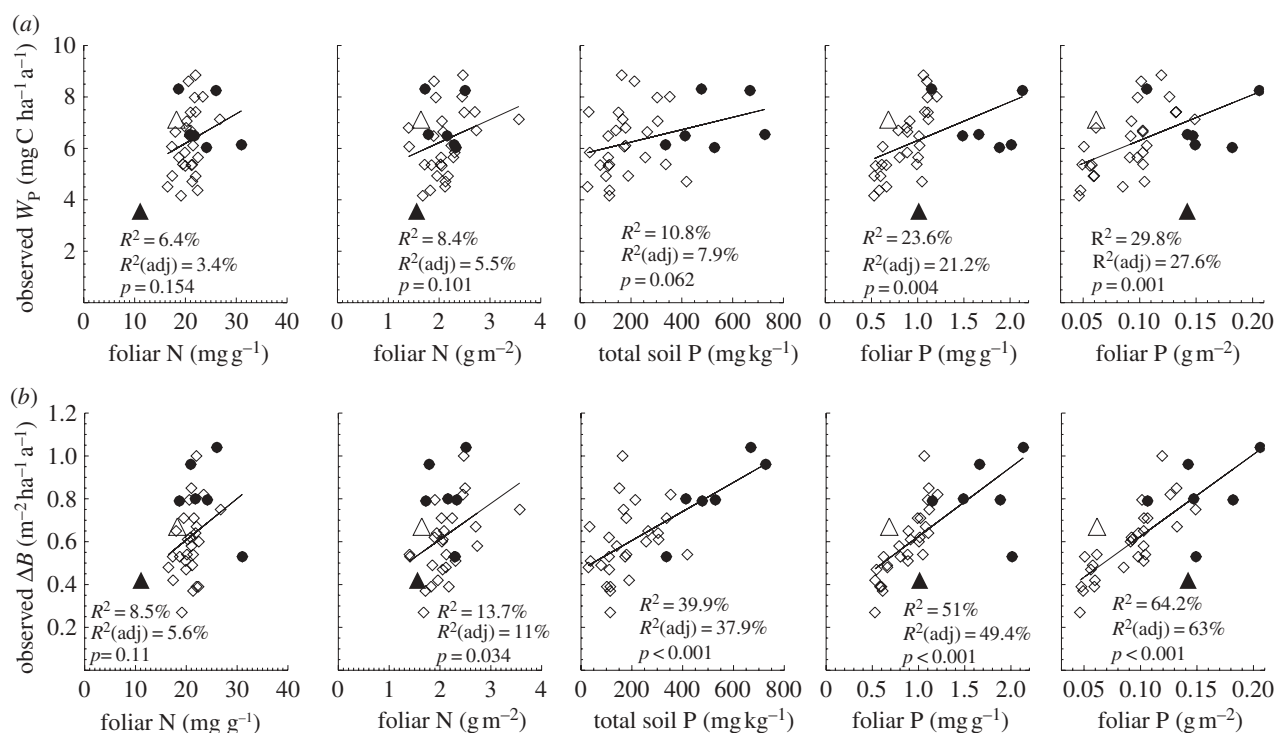 (a)
observed W_P (mg C ha⁻¹ a⁻¹)
10
8
6
4
2
R² = 6.4%
R²(adj) = 3.4%
p = 0.154
0 10 20 30 40
foliar N (mg g⁻¹)
R² = 8.4%
R²(adj) = 5.5%
p = 0.101
0 1 2 3 4
foliar N (g m⁻²)
R² = 10.8%
R²(adj) = 7.9%
p = 0.062
0 200 400 600 800
total soil P (mg kg⁻¹)
R² = 23.6%
R²(adj) = 21.2%
p = 0.004
0 0.5 1.0 1.5 2.0
foliar P (mg g⁻¹)
R² = 29.8%
R²(adj) = 27.6%
p = 0.001
0.05 0.10 0.15 0.20
foliar P (g m⁻²)
(b)
observed ΔB (m⁻² ha⁻¹ a⁻¹)
1.2
1.0
0.8
0.6
0.4
0.2
R² = 8.5%
R²(adj) = 5.6%
p = 0.11
0 10 20 30 40
foliar N (mg g⁻¹)
R² = 13.7%
R²(adj) = 11%
p = 0.034
0 1 2 3 4
foliar N (g m⁻²)
R² = 39.9%
R²(adj) = 37.9%
p < 0.001
0 200 400 600 800
total soil P (mg kg⁻¹)
R² = 51%
R²(adj) = 49.4%
p < 0.001
0 0.5 1.0 1.5 2.0
foliar P (mg g⁻¹)
R² = 64.2%
R²(adj) = 63%
p < 0.001
0.05 0.10 0.15 0.20
foliar P (g m⁻²)